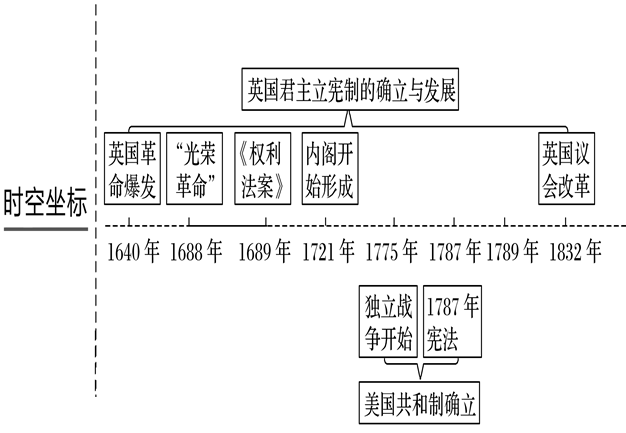 英国君主立宪制的确立与发展
英国革
命爆发
“光荣
革命”
《权利
法案》
内阁开
始形成
英国议
会改革
时空坐标
1640年 1688年 1689年 1721年 1775年 1787年 1789年 1832年
独立战
争开始
1787年
宪法
美国共和制确立